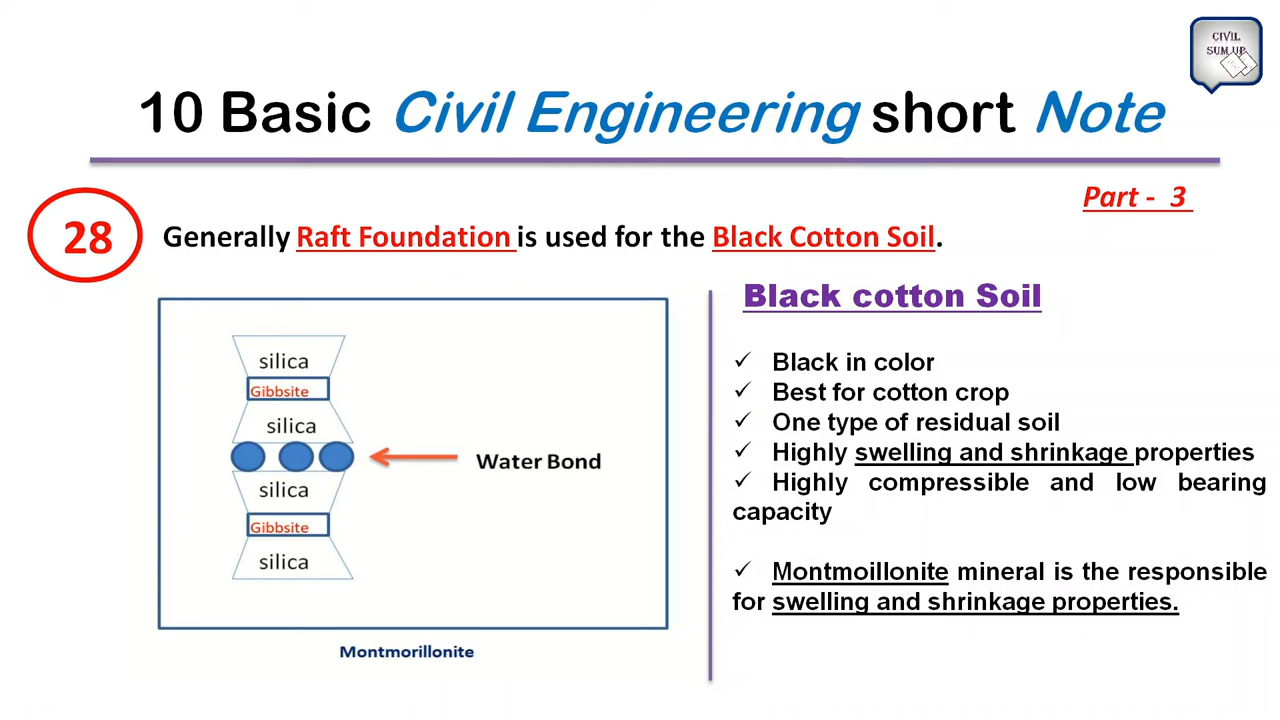 CIVIL
SUM UP
10 Basic Civil Engineering short Note
Part - 3
28
Generally Raft Foundation is used for the Black Cotton Soil.
silica
Gibbsite
silica
Water Bond
silica
Gibbsite
silica
Montmorillonite
Black cotton Soil
✓ Black in color
✓ Best for cotton crop
✓ One type of residual soil
✓ Highly swelling and shrinkage properties
✓ Highly compressible and low bearing
capacity
✓ Montmoillonite mineral is the responsible
for swelling and shrinkage properties.